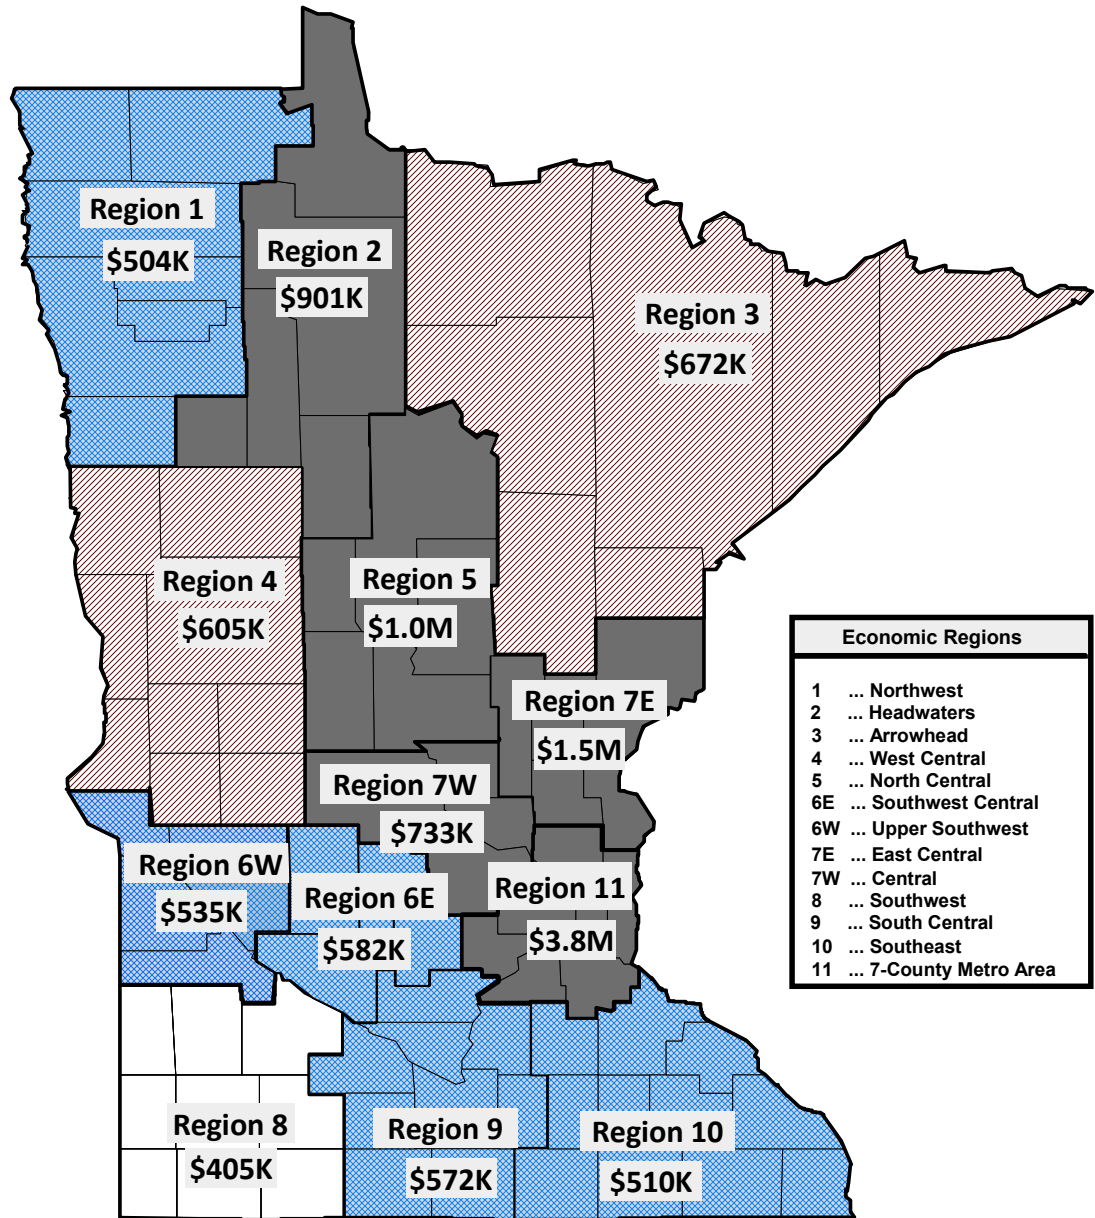 Region 1
$504K
Region 2
$901K
Region 3
$672K
Region 4
$605K
Region 5
$1.0M
Region 7E
$1.5M
Region 7W
$733K
Region 6W
$535K
Region 6E
$582K
Region 11
$3.8M
Region 8
$405K
Region 9
$572K
Region 10
$510K
Economic Regions
1 ... Northwest
2 ... Headwaters
3 ... Arrowhead
4 ... West Central
5 ... North Central
6E ... Southwest Central
6W ... Upper Southwest
7E ... East Central
7W ... Central
8 ... Southwest
9 ... South Central
10 ... Southeast
11 ... 7-County Metro Area